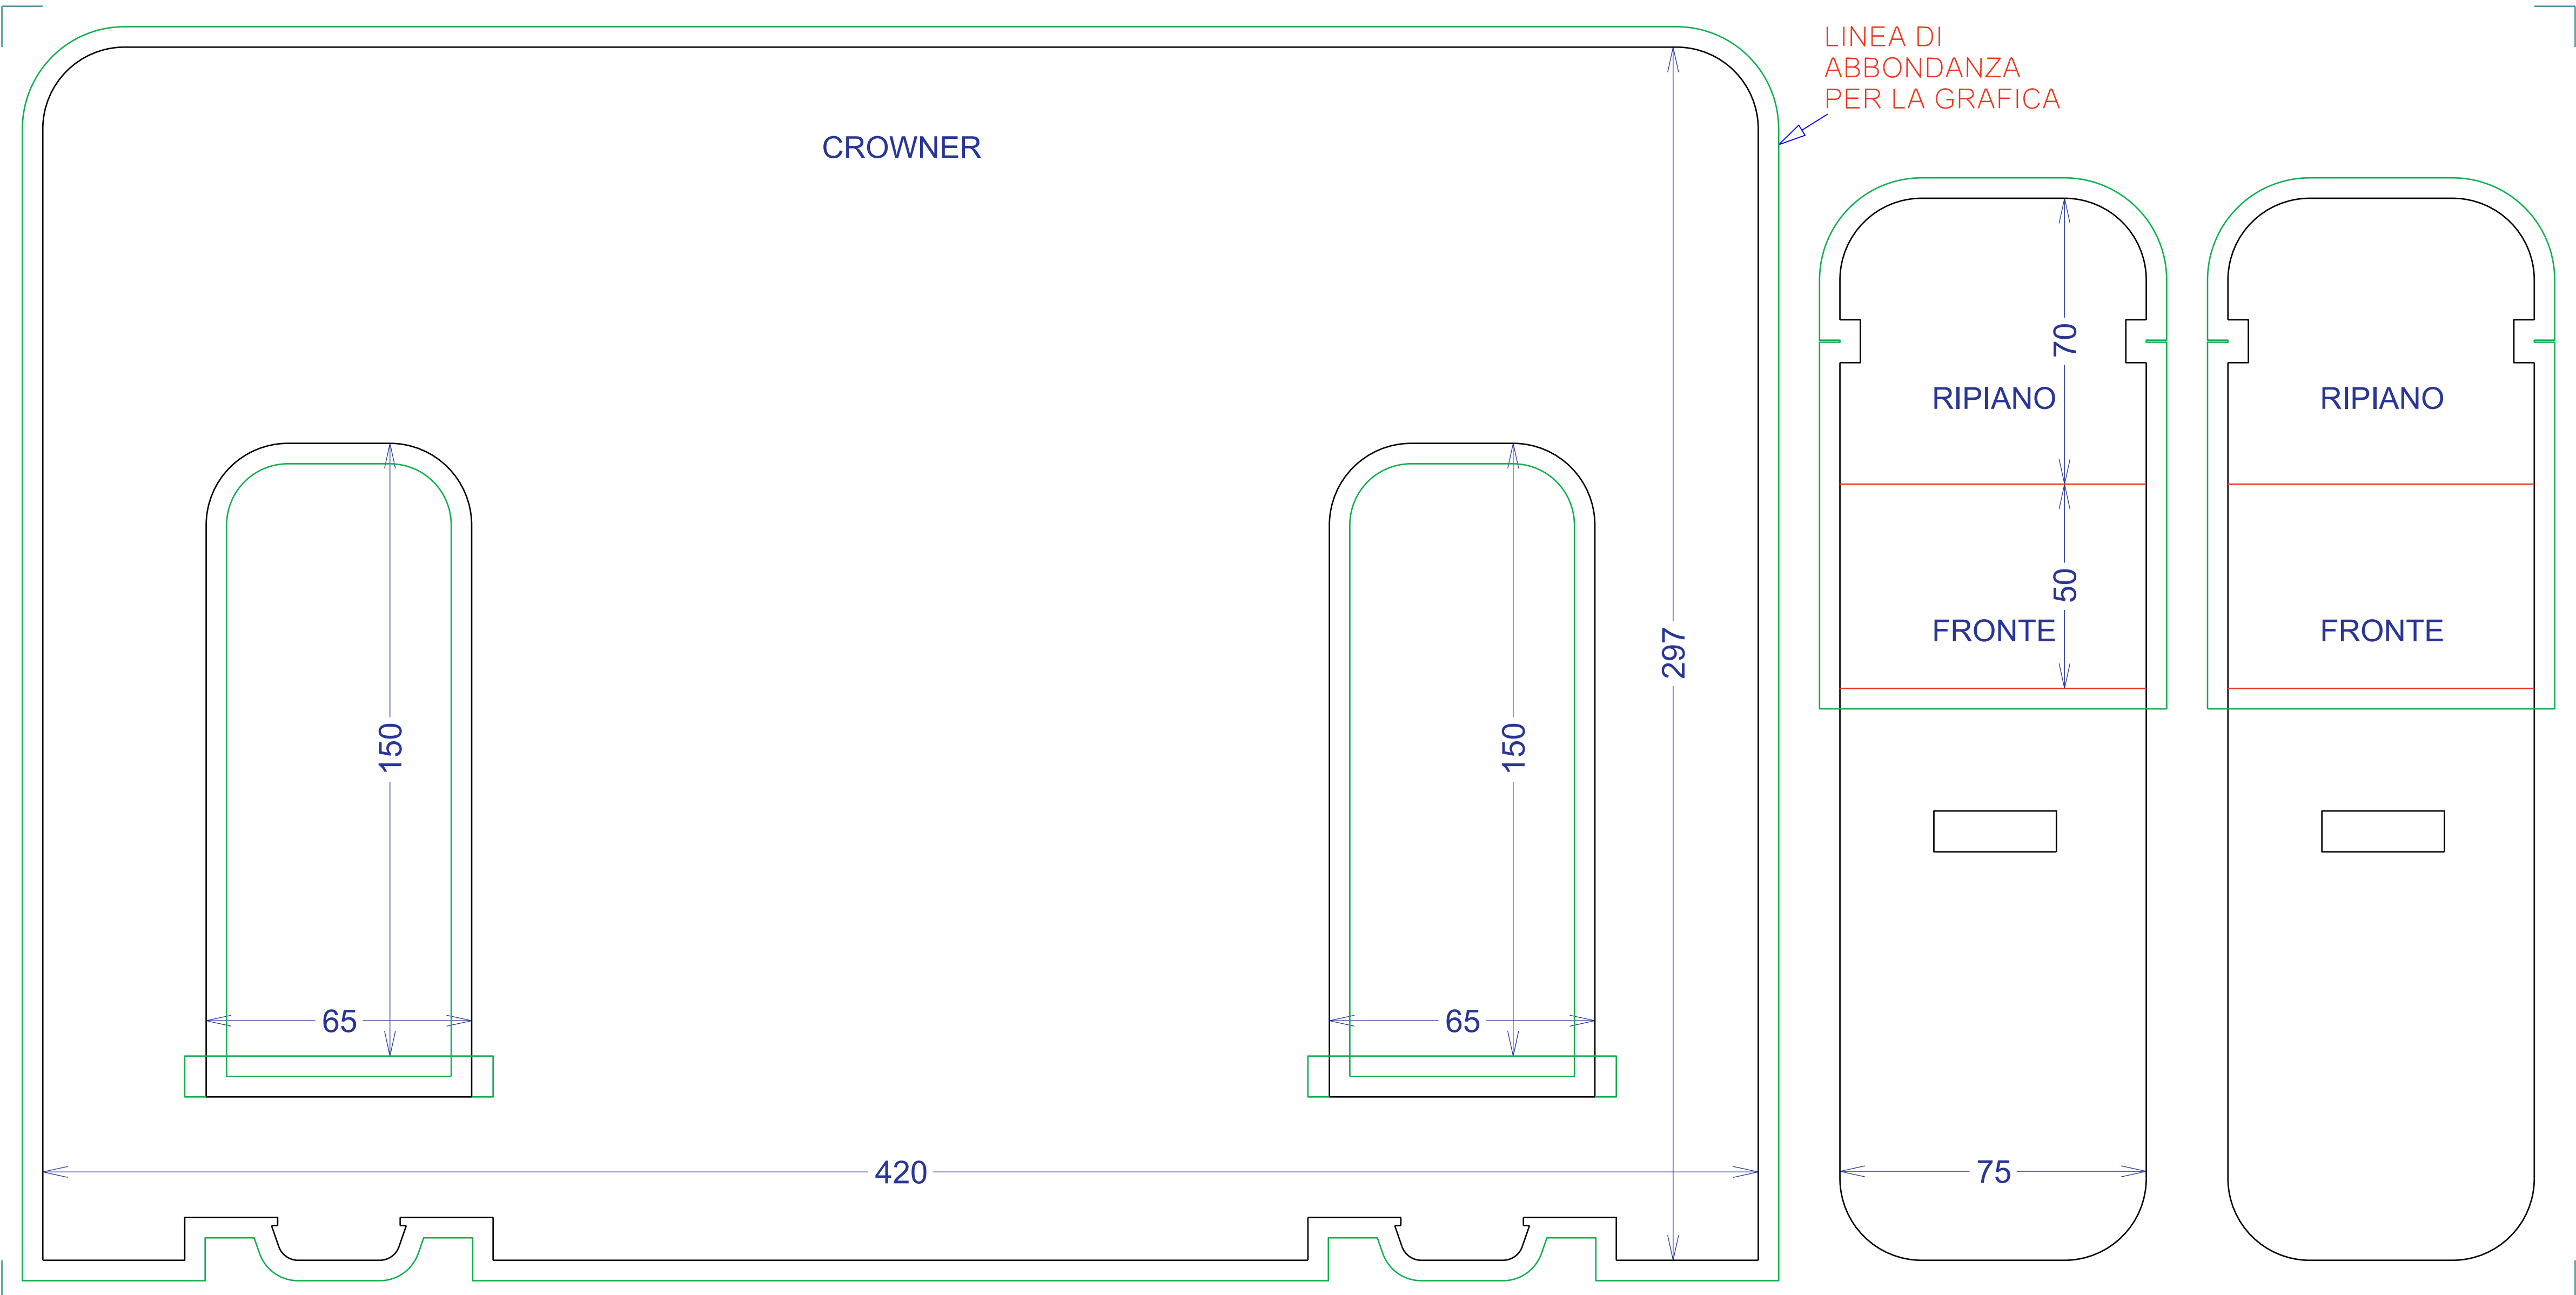 LINEA DI
ABBONDANZA
PER LA GRAFICA
CROWNER
70
RIPIANO
RIPIANO
50
FRONTE
FRONTE
297
150
150
65
65
420
75